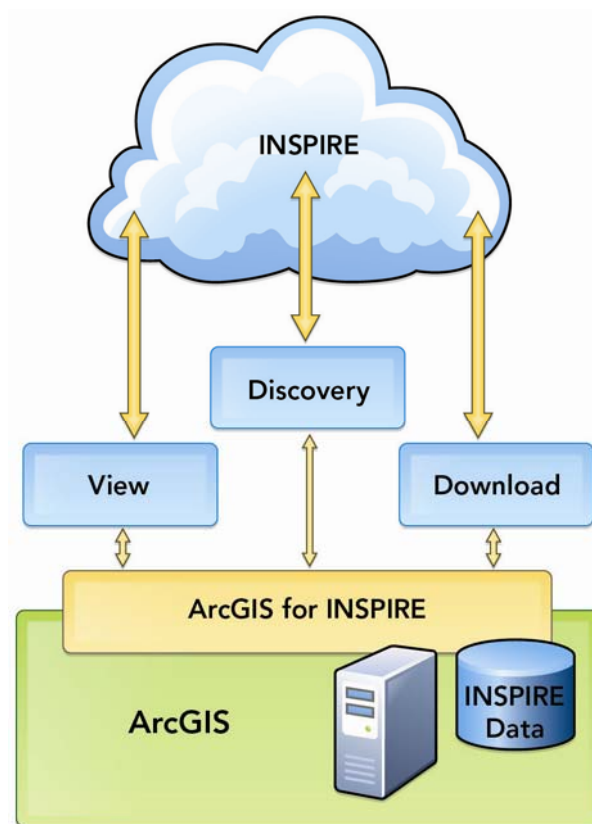 INSPIRE
Discovery
View
Download
ArcGIS for INSPIRE
ArcGIS
INSPIRE
Data